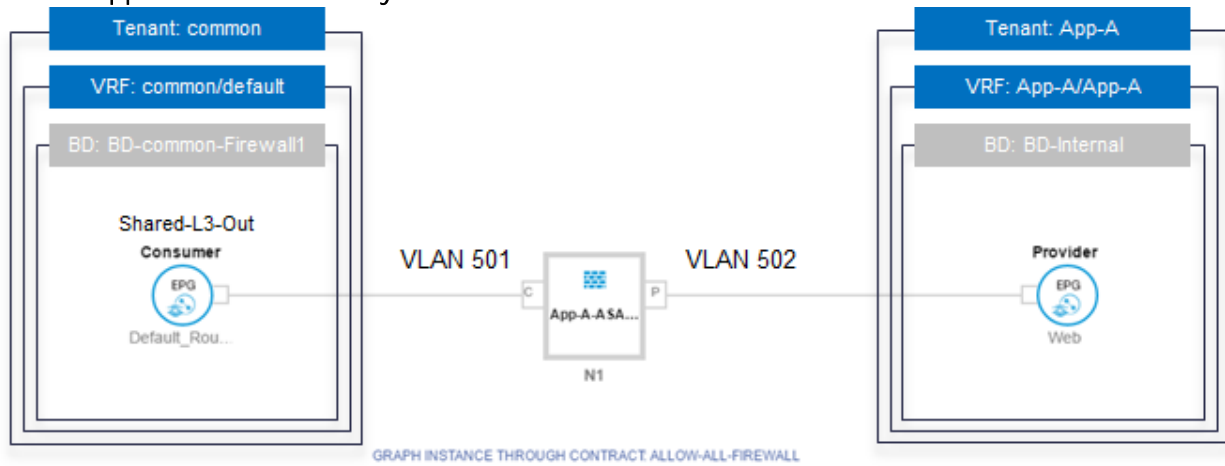 Tenant: common
VRF: common/default
BD: BD-common-Firewall1
Shared-L3-Out
Consumer
EPG
Default_Rou...
VLAN 501
C
App-A-ASA...
P
N1
VLAN 502
Tenant: App-A
VRF: App-A/App-A
BD: BD-Internal
Provider
EPG
Web
GRAPH INSTANCE THROUGH CONTRACT: ALLOW-ALL-FIREWALL